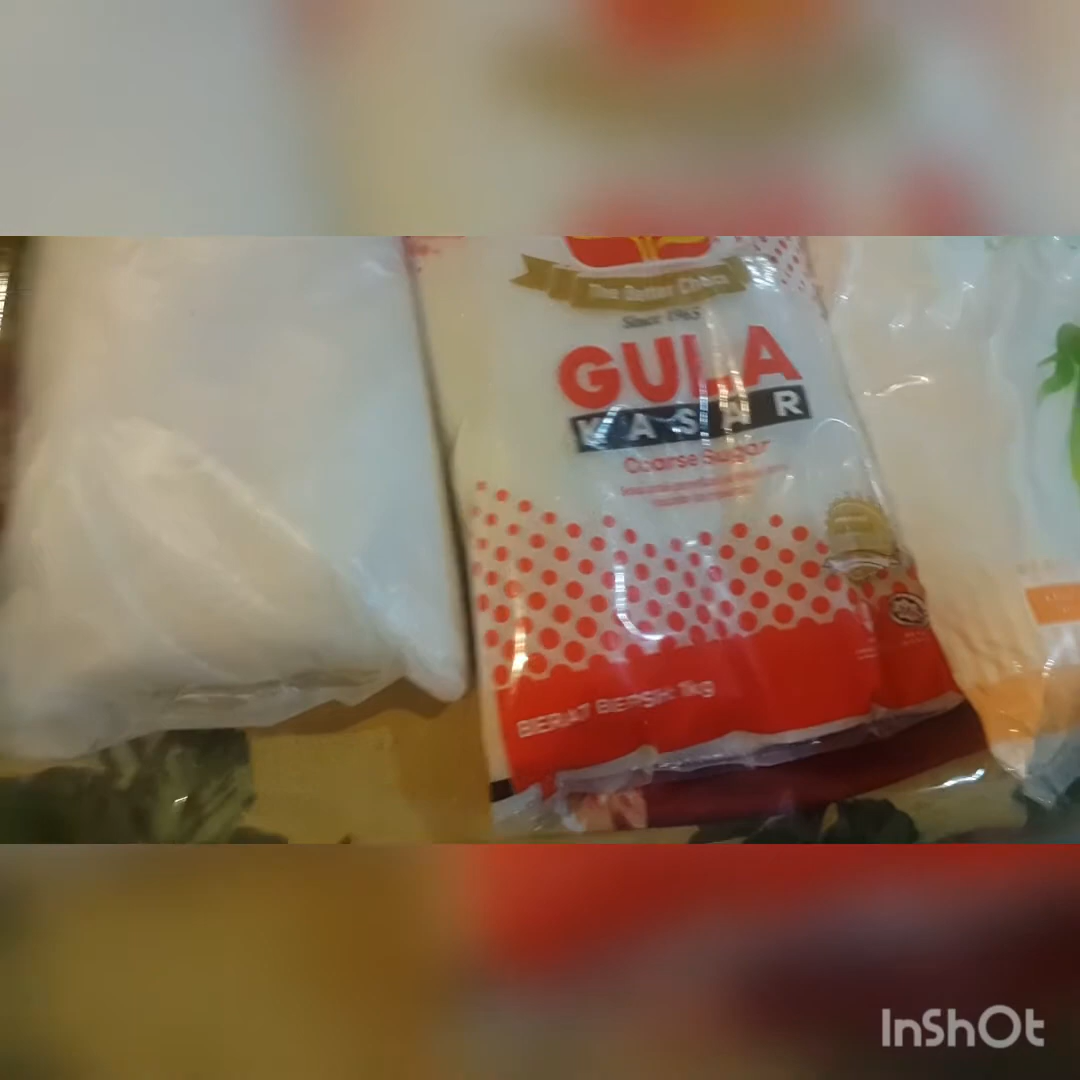 The Better Choice
Since 1965
GULA
KASAR
Coarse Sugar
BERAT BERSIH: 1kg
InShOt